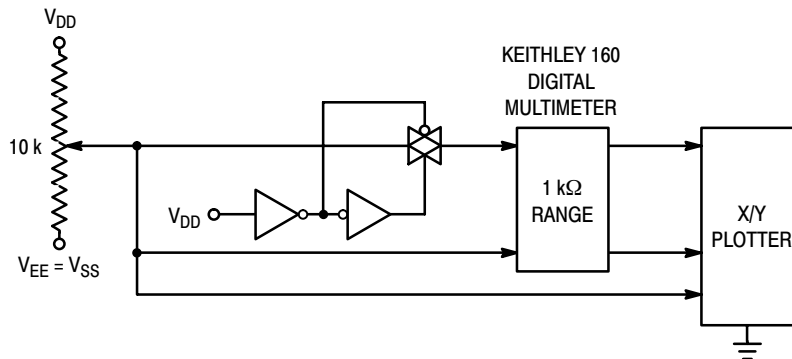 V_DD
10 k
V_EE = V_SS
V_DD
KEITHLEY 160
DIGITAL
MULTIMETER
1 kΩ
RANGE
X/Y
PLOTTER